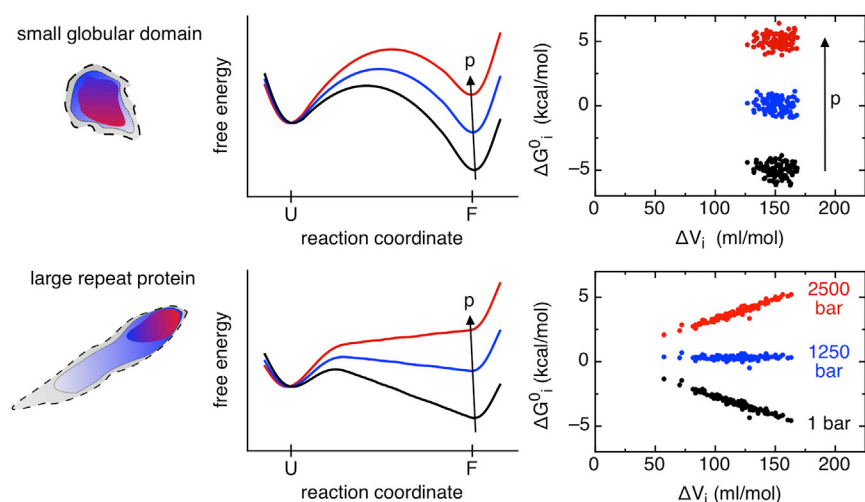 small globular domain
free energy
p
U
F
reaction coordinate
ΔG⁰ᵢ (kcal/mol)
5
0
−5
p
0
50
100
150
200
ΔVᵢ (ml/mol)
large repeat protein
free energy
p
U
F
reaction coordinate
ΔG⁰ᵢ (kcal/mol)
5
0
−5
2500
bar
1250
bar
1 bar
0
50
100
150
200
ΔVᵢ (ml/mol)